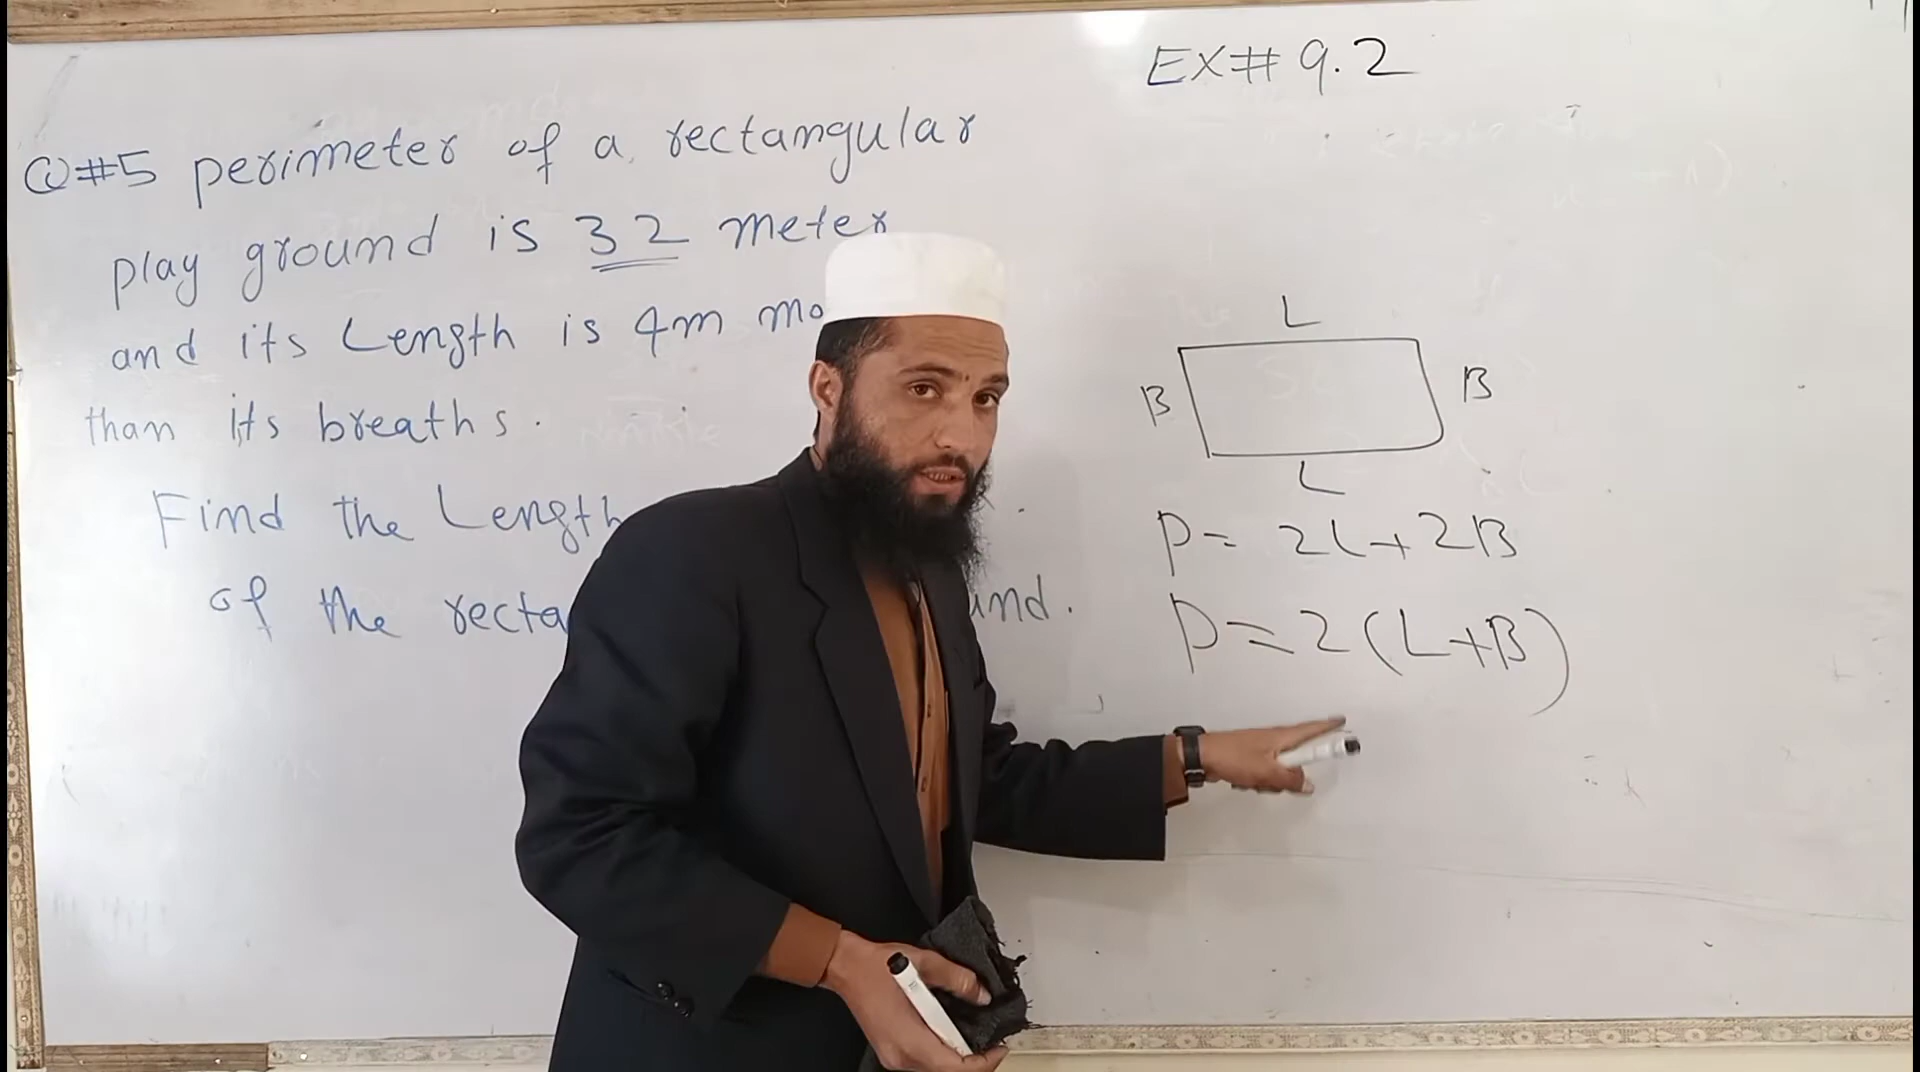 EX# 9.2
Q#5 perimeter of a rectangular
play ground is 32 meter
and its Length is 4m mo
than its breaths.
Find the Length
of the recta und.
L
B B
L
P = 2L + 2B
P = 2(L+B)